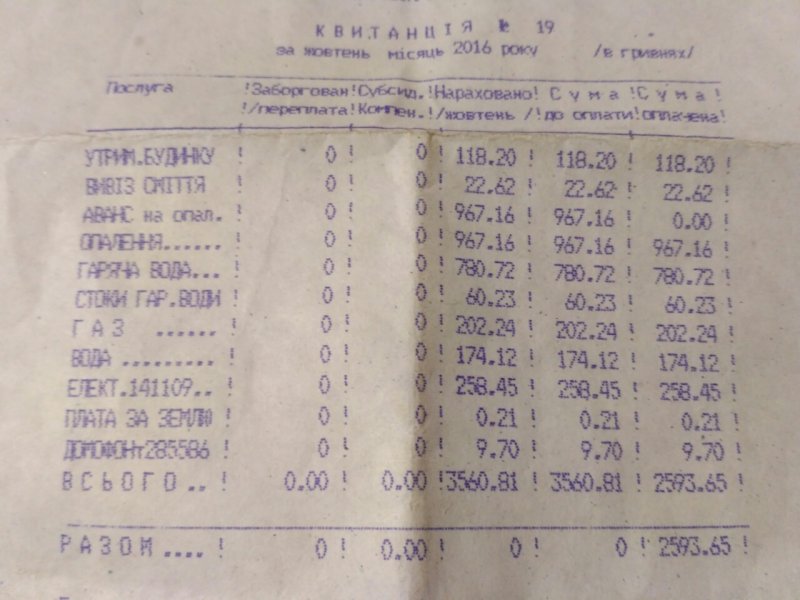 КВИТАНЦІЯ № 19
за жовтень місяць 2016 року /в гривнях/
Послуга !Заборгован!Субсид.!Нараховано!С у м а !С у м а !
!/переплата!Компен.!/жовтень /!до оплати!оплачена!
УТРИМ.БУДИНКУ ! 0 ! 0 ! 118.20 ! 118.20 ! 118.20 !
ВИВІЗ СМІТТЯ ! 0 ! 0 ! 22.62 ! 22.62 ! 22.62 !
АВАНС на опал. ! 0 ! 0 ! 967.16 ! 967.16 ! 0.00 !
ОПАЛЕННЯ...... ! 0 ! 0 ! 967.16 ! 967.16 ! 967.16 !
ГАРЯЧА ВОДА... ! 0 ! 0 ! 780.72 ! 780.72 ! 780.72 !
СТОКИ ГАР.ВОДИ ! 0 ! 0 ! 60.23 ! 60.23 ! 60.23 !
Г А З ...... ! 0 ! 0 ! 202.24 ! 202.24 ! 202.24 !
ВОДА ......... ! 0 ! 0 ! 174.12 ! 174.12 ! 174.12 !
ЕЛЕКТ.141109.. ! 0 ! 0 ! 258.45 ! 258.45 ! 258.45 !
ПЛАТА ЗА ЗЕМЛЮ ! 0 ! 0 ! 0.21 ! 0.21 ! 0.21 !
ДОМОФОНт285586 ! 0 ! 0 ! 9.70 ! 9.70 ! 9.70 !
В С Ь О Г О .. ! 0.00 ! 0.00 !3560.81 ! 3560.81 ! 2593.65 !
Р А З О М .... ! 0 ! 0.00 ! 0 ! 0 ! 2593.65 !